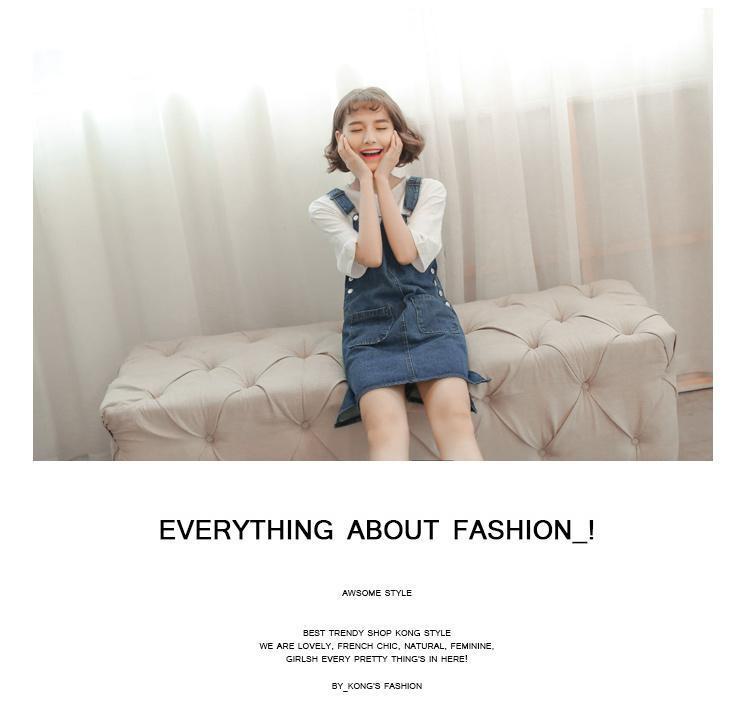 EVERYTHING ABOUT FASHION_!
AWSOME STYLE
BEST TRENDY SHOP KONG STYLE
WE ARE LOVELY, FRENCH CHIC, NATURAL, FEMININE,
GIRLSH EVERY PRETTY THING'S IN HERE!
BY_KONG'S FASHION